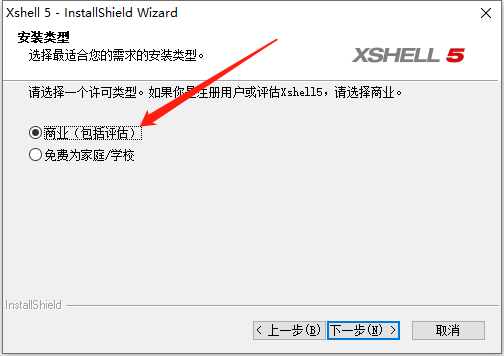 Xshell 5 - InstallShield Wizard
安装类型
选择最适合您的需求的安装类型。
XSHELL 5
请选择一个许可类型。如果你是注册用户或评估Xshell5，请选择商业。
商业（包括评估）
免费为家庭/学校
InstallShield
< 上一步(B)
下一步(N) >
取消